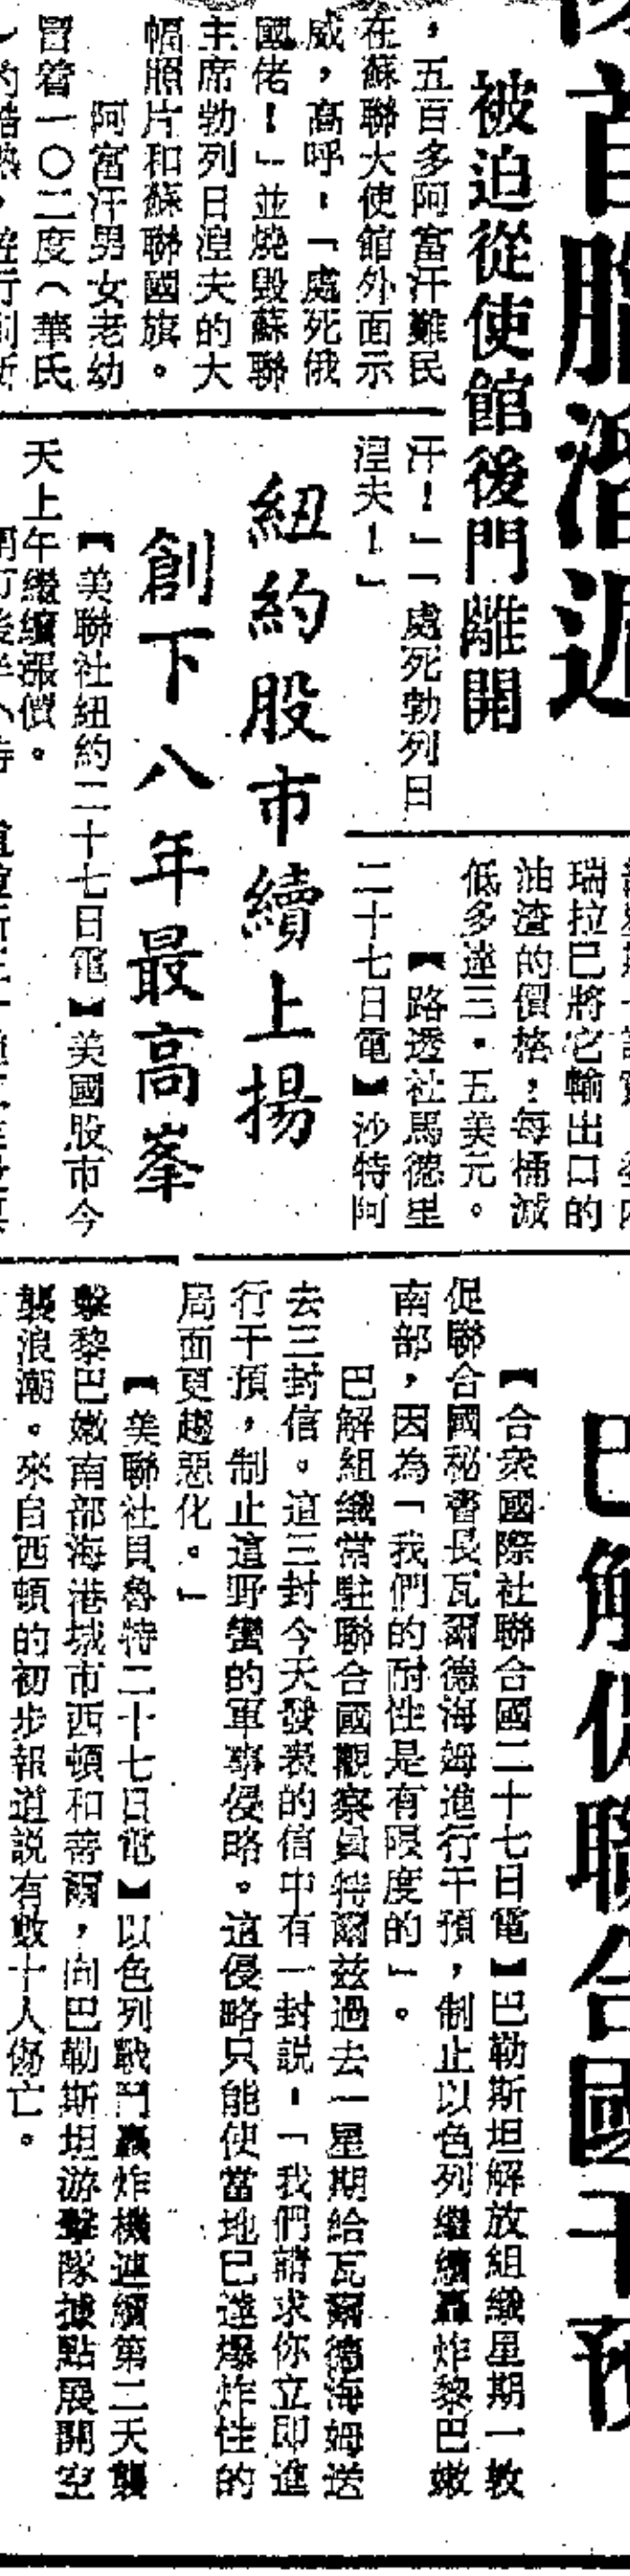 被迫從使館後門離開
，五百多阿富汗難民
在蘇聯大使館外面示
威，高呼：「處死俄
國佬！」並燒毀蘇聯
主席勃列日湼夫的大
幅照片和蘇聯國旗。
阿富汗男女老幼
冒着一〇二度（華氏
汗！」「處死勃列日
湼夫！」
紐約股市續上揚
創下八年最高峯
【美聯社紐約二十七日電】美國股市今
天上午繼續漲價。
瑞拉巴將它輸出口的
油渣的價格，每桶減
低多達三．五美元。
【路透社馬德里
二十七日電】沙特阿
巴解促聯合國干預
【合衆國際社聯合國二十七日電】巴勒斯坦解放組織星期一敦
促聯合國秘書長瓦爾德海姆進行干預，制止以色列繼續轟炸黎巴嫩
南部，因為「我們的耐性是有限度的」。
巴解組織常駐聯合國觀察員特爾茲過去一星期給瓦爾德海姆送
去三封信。這三封今天發表的信中有一封説：「我們請求你立即進
行干預，制止這野蠻的軍事侵略。這侵略只能使當地已達爆炸性的
局面更趨惡化。」
【美聯社貝魯特二十七日電】以色列戰鬥轟炸機連續第二天襲
擊黎巴嫩南部海港城市西頓和蓄爾，向巴勒斯坦游擊隊據點展開空
襲浪潮。來自西頓的初步報道説有數十人傷亡。